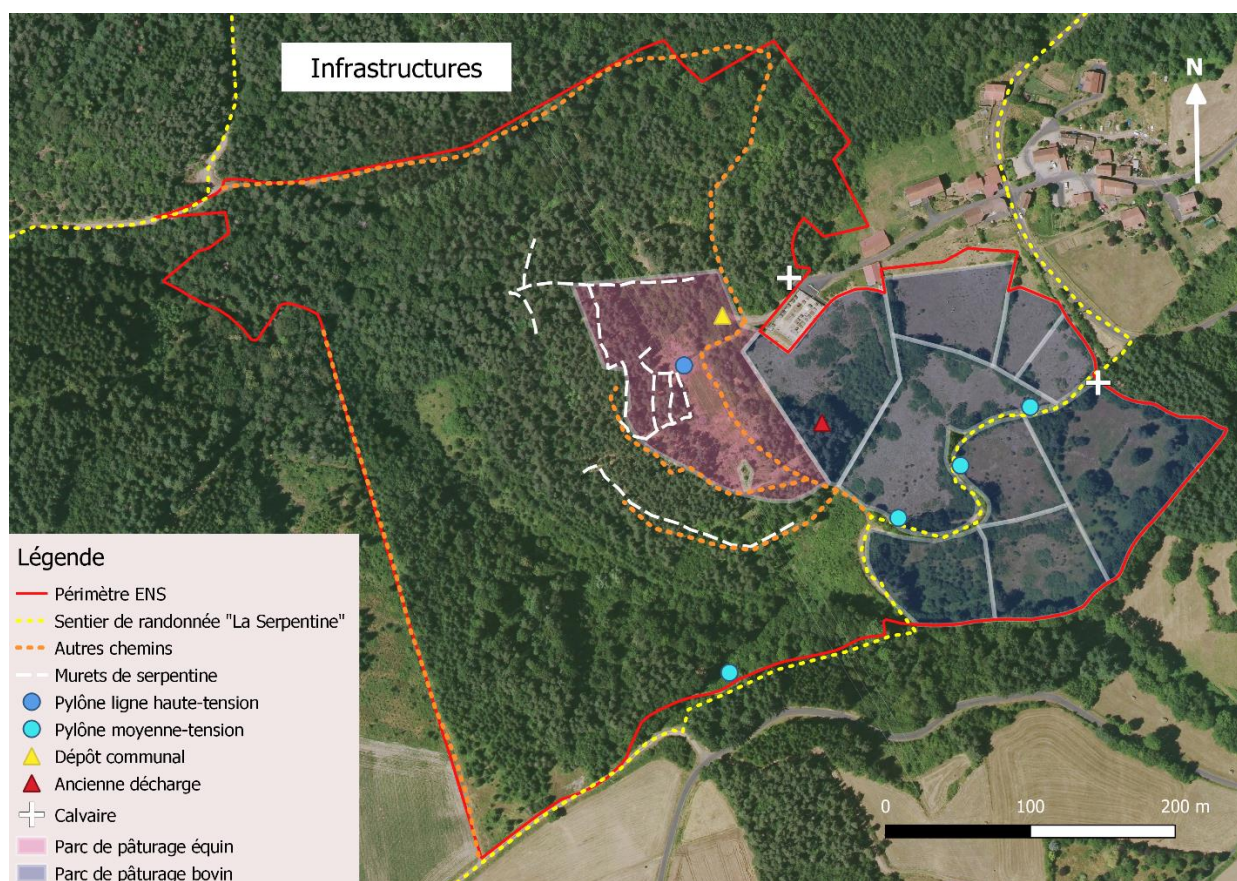 Infrastructures
N
Légende
Périmètre ENS
Sentier de randonnée "La Serpentine"
Autres chemins
Murets de serpentine
Pylône ligne haute-tension
Pylône moyenne-tension
Dépôt communal
Ancienne décharge
Calvaire
Parc de pâturage équin
Parc de pâturage bovin
0 100 200 m